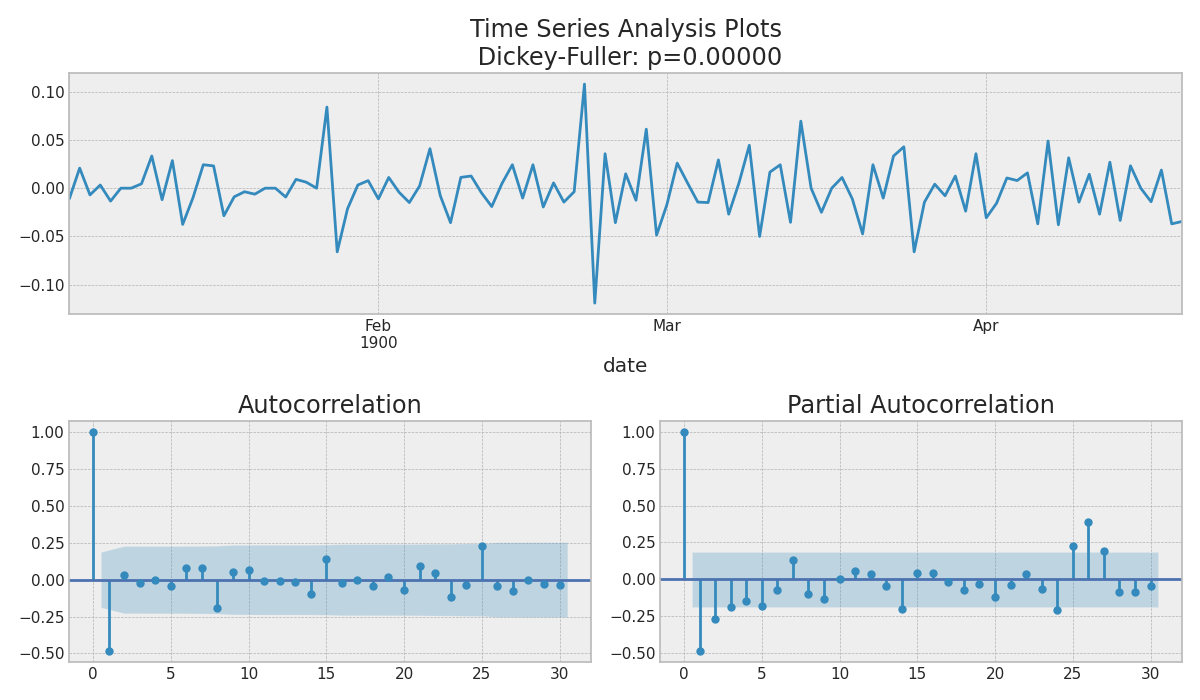 Time Series Analysis Plots
Dickey-Fuller: p=0.00000
0.10
0.05
0.00
−0.05
−0.10
Feb
1900
Mar
Apr
date
Autocorrelation
1.00
0.75
0.50
0.25
0.00
−0.25
−0.50
0 5 10 15 20 25 30
Partial Autocorrelation
1.00
0.75
0.50
0.25
0.00
−0.25
−0.50
0 5 10 15 20 25 30